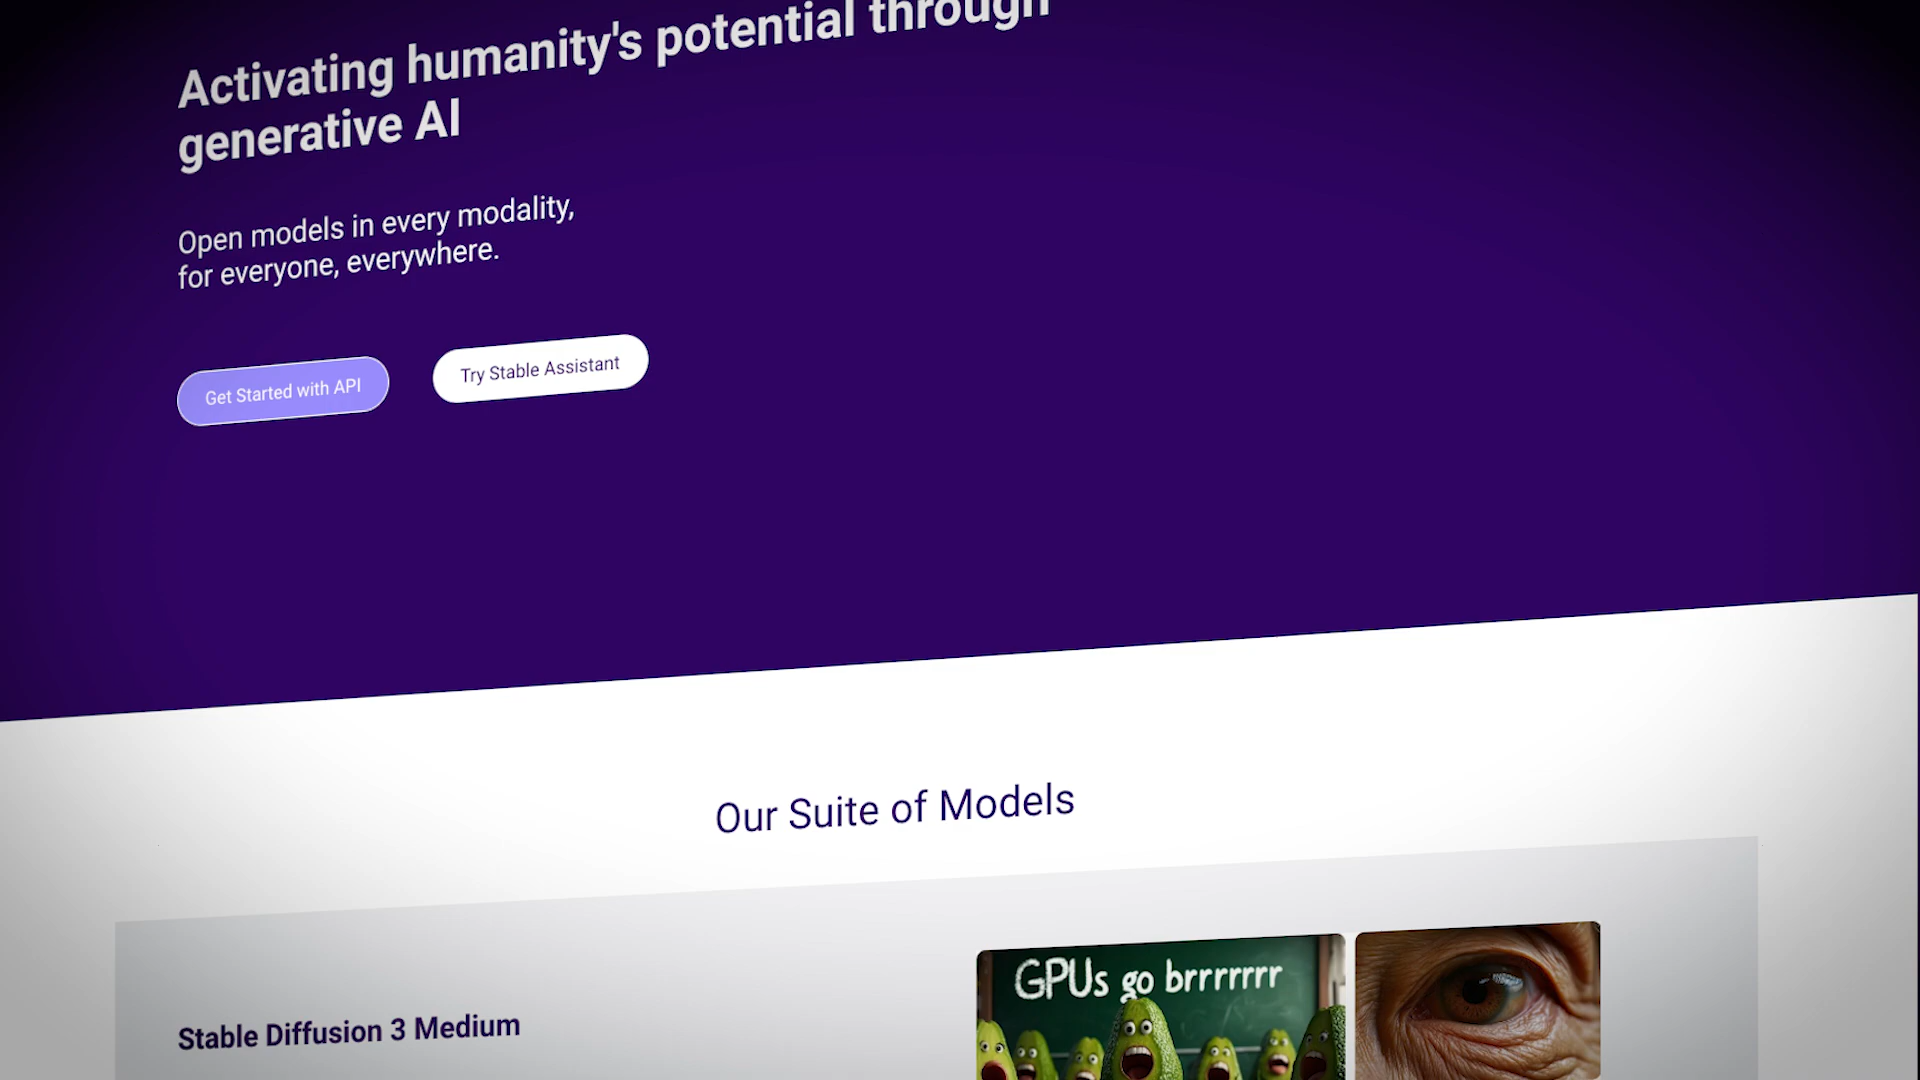 Activating humanity's potential through
generative AI
Open models in every modality,
for everyone, everywhere.
Get Started with API
Try Stable Assistant
Our Suite of Models
GPUs go brrrrrrr
Stable Diffusion 3 Medium